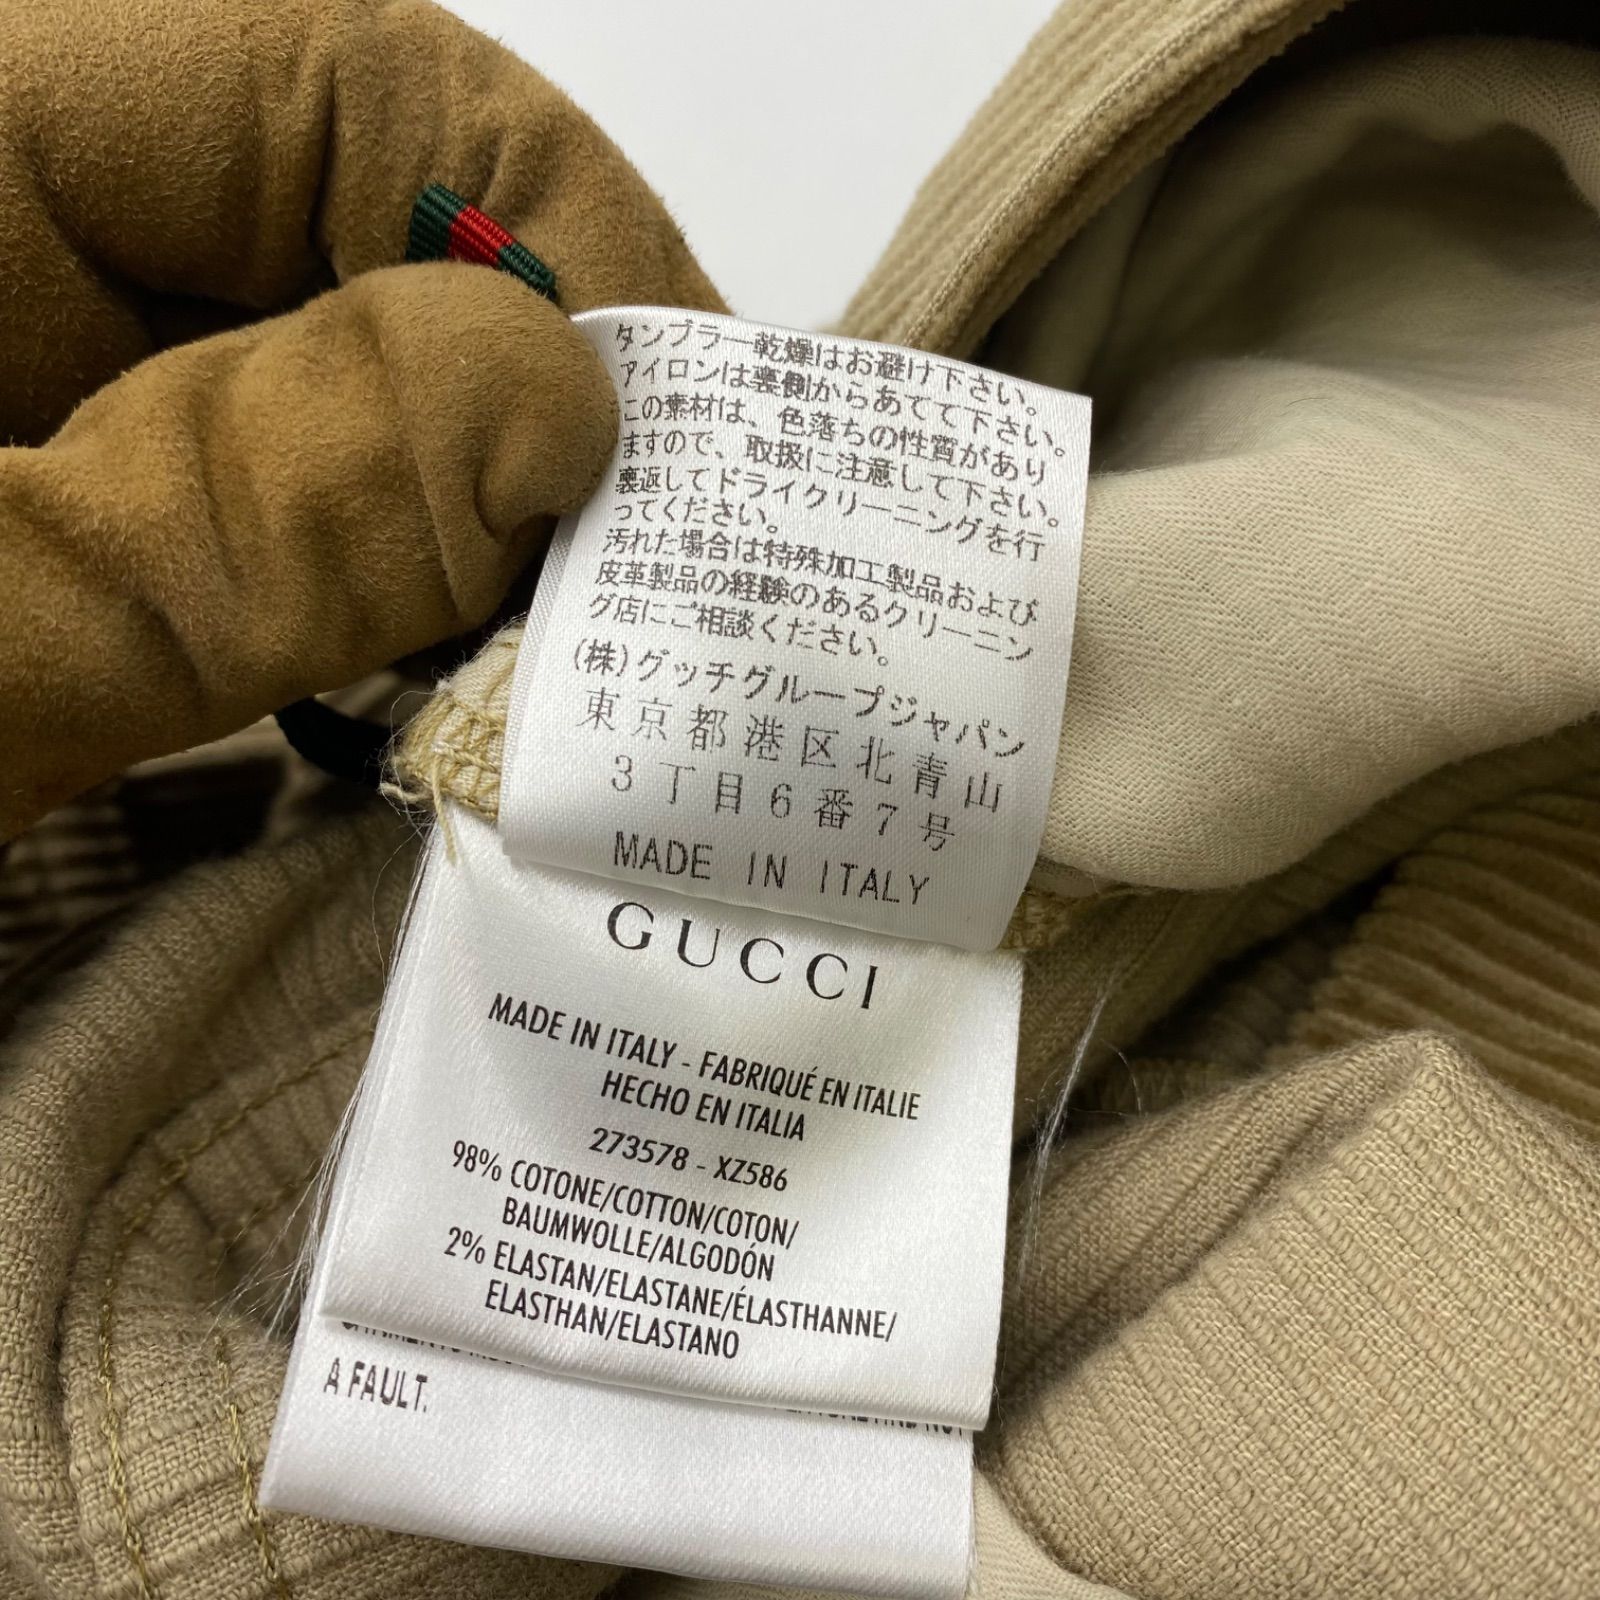 タンブラー乾燥はお避け下さい。
アイロンは裏側からあてて下さい。
この素材は、色落ちの性質があり
ますので、取扱に注意して下さい。
裏返してドライクリーニングを行
ってください。
汚れた場合は特殊加工製品および
皮革製品の経験のあるクリーニン
グ店にご相談ください。
(株)グッチグループジャパン
東京都港区北青山
3丁目6番7号
MADE IN ITALY
GUCCI
MADE IN ITALY - FABRIQUÉ EN ITALIE
HECHO EN ITALIA
273578 - XZ586
98% COTONE/COTTON/COTON/
BAUMWOLLE/ALGODÓN
2% ELASTAN/ELASTANE/ÉLASTHANNE/
ELASTHAN/ELASTANO
A FAULT.